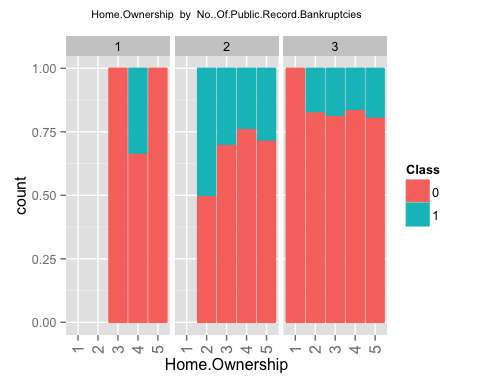 Home.Ownership by No..Of.Public.Record.Bankruptcies
1 2 3
1.00
0.75
0.50
0.25
0.00
count
1 2 3 4 5 1 2 3 4 5 1 2 3 4 5
Home.Ownership
Class
0
1